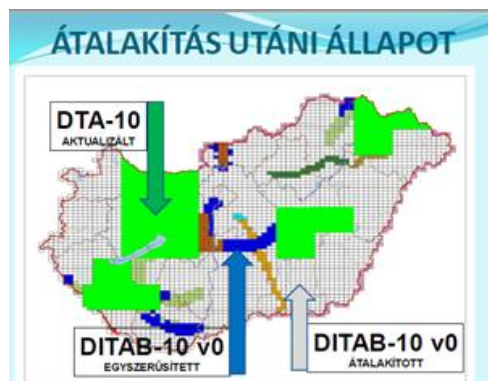 ÁTALAKÍTÁS UTÁNI ÁLLAPOT
DTA-10
AKTUALIZÁLT
DITAB-10 v0
EGYSZERŰSÍTETT
DITAB-10 v0
ÁTALAKÍTOTT